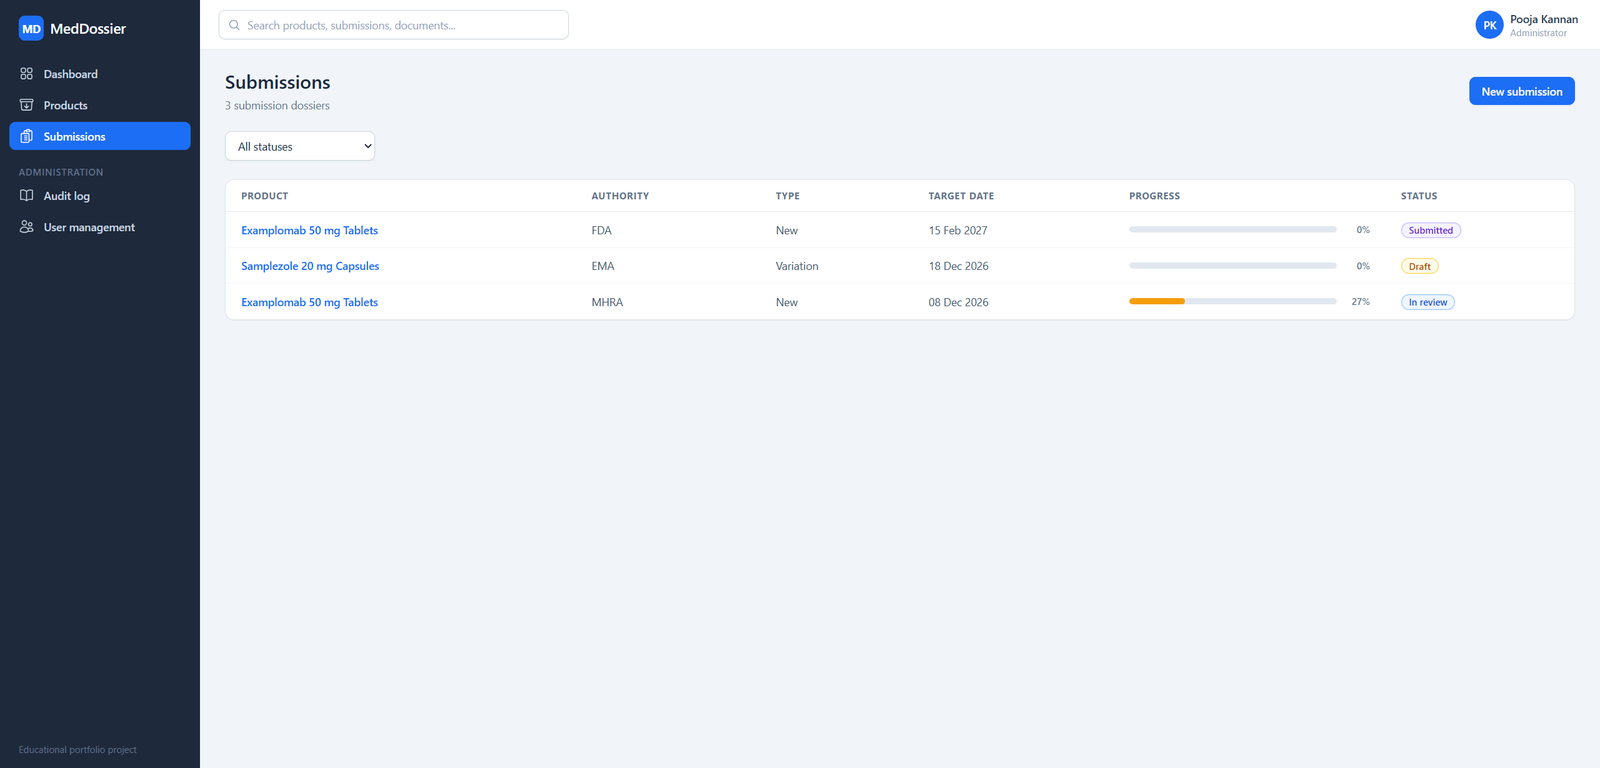 MD MedDossier
Search products, submissions, documents...
PK
Pooja Kannan
Administrator
Dashboard
Products
Submissions
ADMINISTRATION
Audit log
User management
Educational portfolio project
Submissions
3 submission dossiers
New submission
All statuses
PRODUCT AUTHORITY TYPE TARGET DATE PROGRESS STATUS
Examplomab 50 mg Tablets FDA New 15 Feb 2027 0% Submitted
Samplezole 20 mg Capsules EMA Variation 18 Dec 2026 0% Draft
Examplomab 50 mg Tablets MHRA New 08 Dec 2026 27% In review